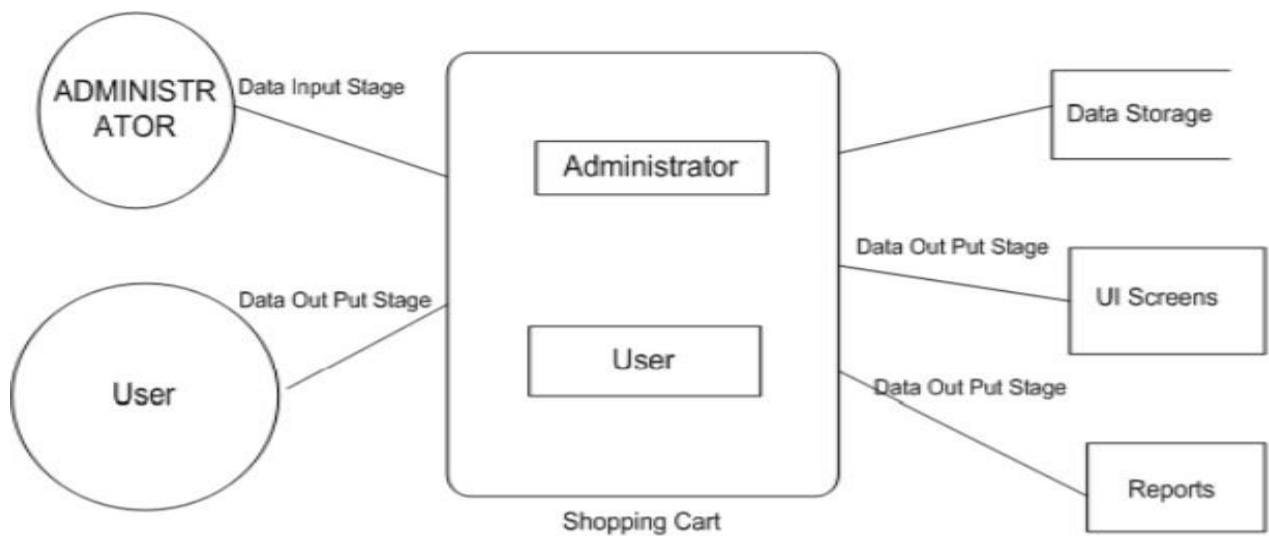 ADMINISTR
ATOR
Data Input Stage
Administrator
Data Storage
Data Out Put Stage
UI Screens
Data Out Put Stage
User
User
Data Out Put Stage
Reports
Shopping Cart